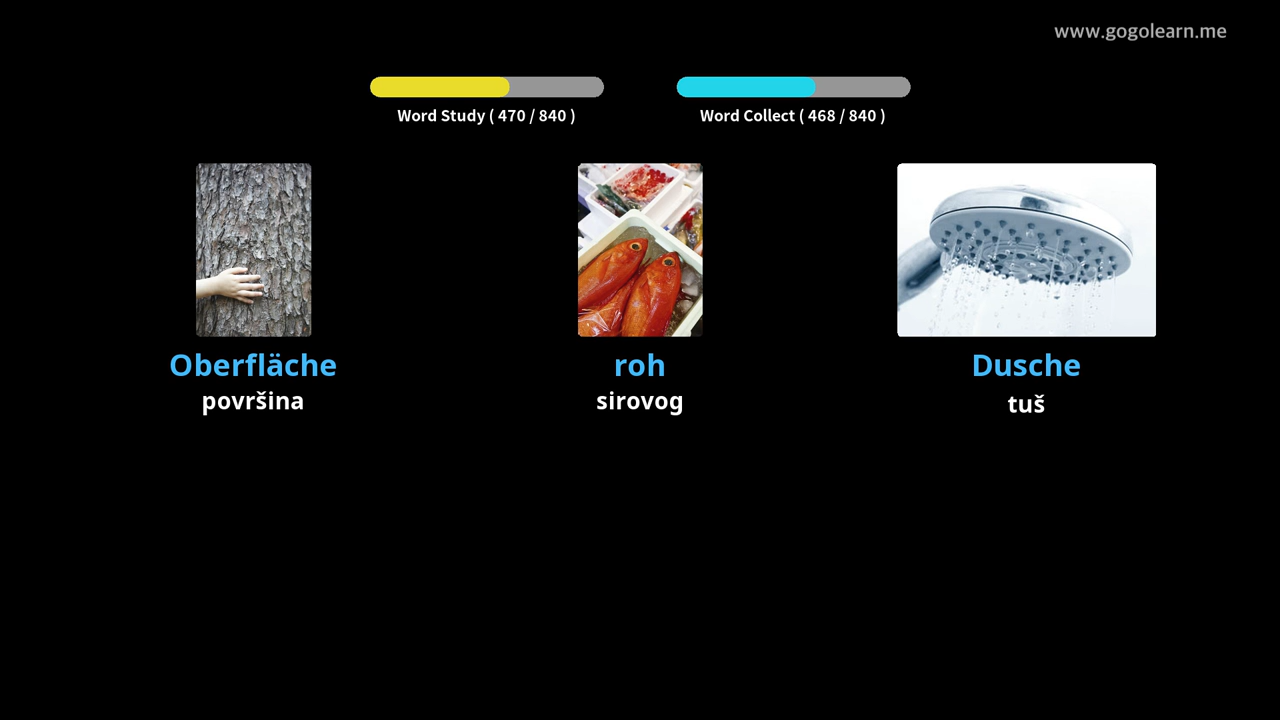 www.gogolearn.me
Word Study ( 470 / 840 )
Word Collect ( 468 / 840 )
Oberfläche
površina
roh
sirovog
Dusche
tuš